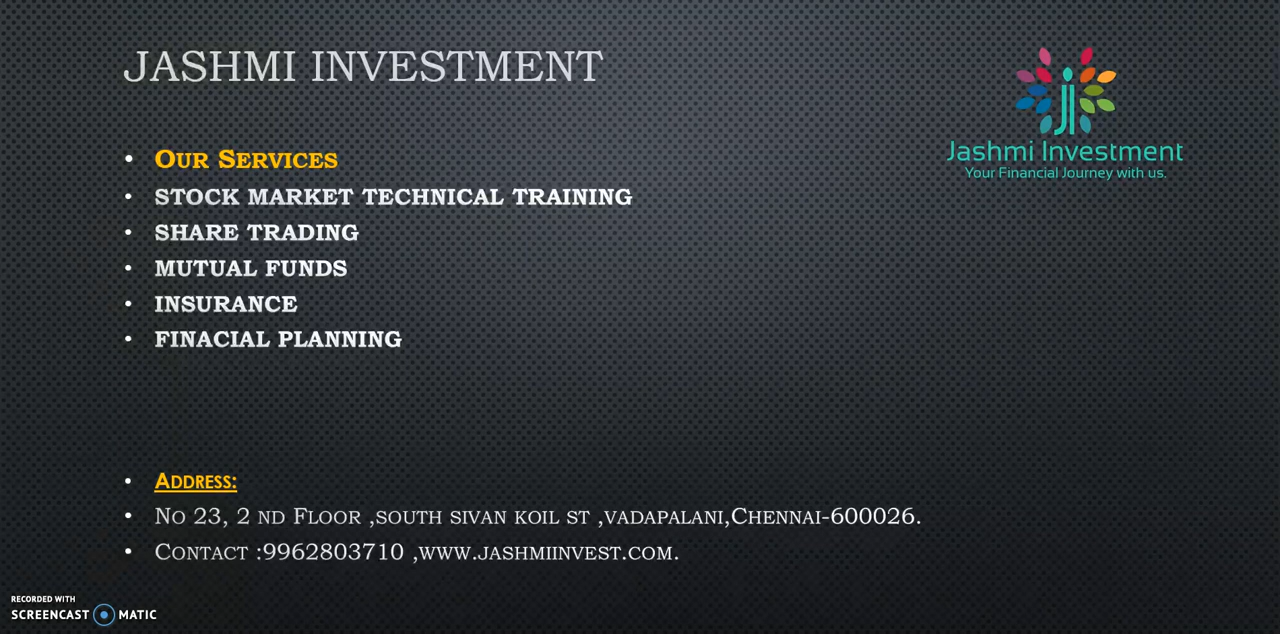 JASHMI INVESTMENT
Jashmi Investment
Your Financial Journey with us.
• OUR SERVICES
• STOCK MARKET TECHNICAL TRAINING
• SHARE TRADING
• MUTUAL FUNDS
• INSURANCE
• FINACIAL PLANNING
• ADDRESS:
• NO 23, 2 ND FLOOR ,SOUTH SIVAN KOIL ST ,VADAPALANI,CHENNAI-600026.
• CONTACT :9962803710 ,WWW.JASHMIINVEST.COM.
RECORDED WITH
SCREENCAST MATIC